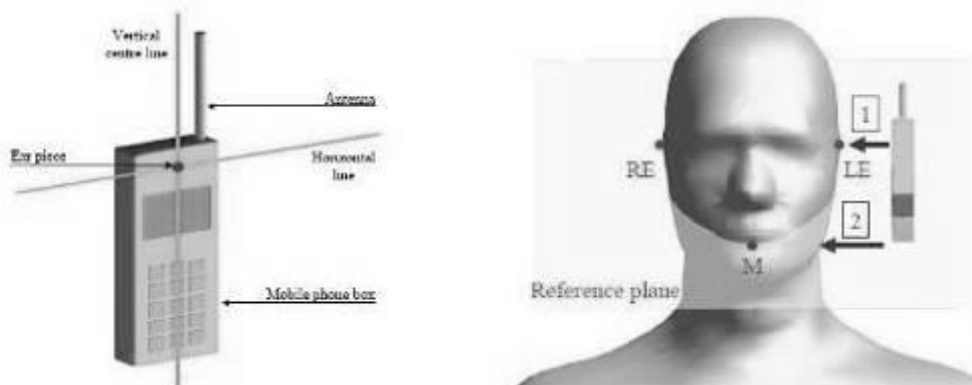 Vertical
centre line
Antenna
Ear piece
Horizontal
line
Mobile phone box
1
RE
LE
2
M
Reference plane